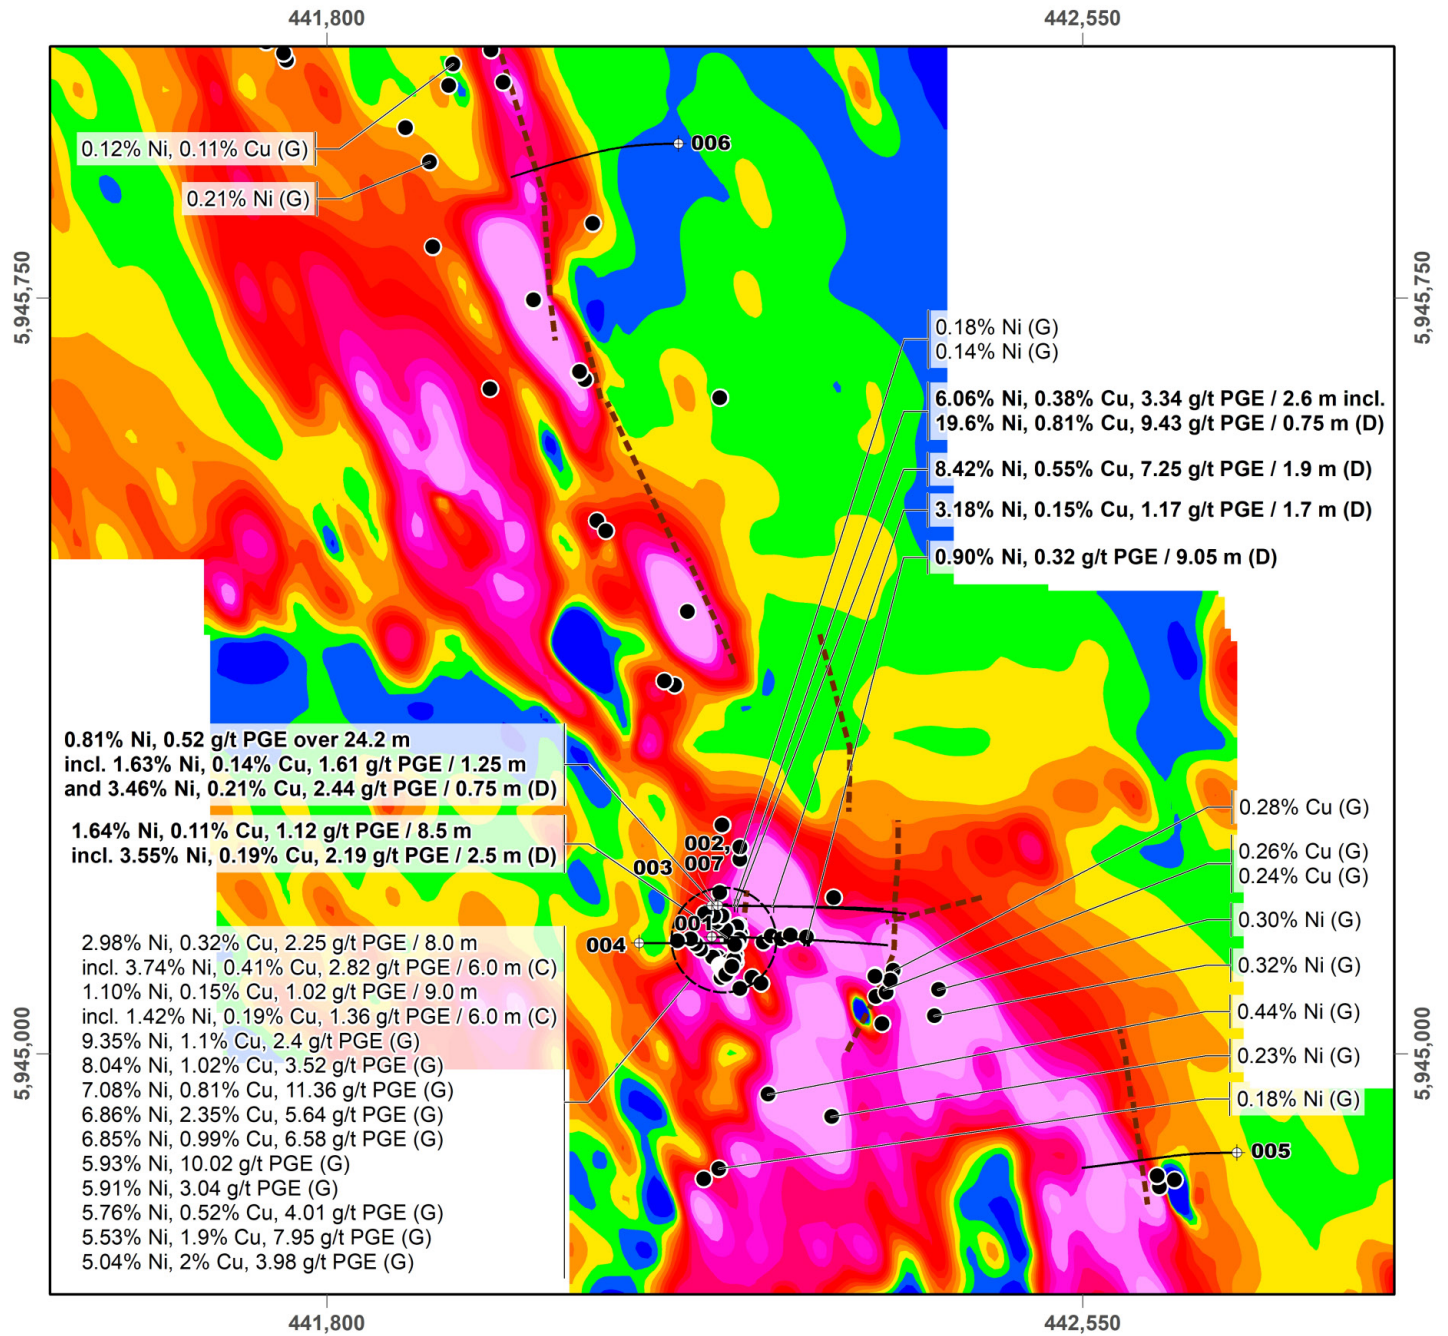 441,800
442,550
006
0.12% Ni, 0.11% Cu (G)
0.21% Ni (G)
5,945,750
5,945,750
0.18% Ni (G)
0.14% Ni (G)
6.06% Ni, 0.38% Cu, 3.34 g/t PGE / 2.6 m incl.
19.6% Ni, 0.81% Cu, 9.43 g/t PGE / 0.75 m (D)
8.42% Ni, 0.55% Cu, 7.25 g/t PGE / 1.9 m (D)
3.18% Ni, 0.15% Cu, 1.17 g/t PGE / 1.7 m (D)
0.90% Ni, 0.32 g/t PGE / 9.05 m (D)
0.81% Ni, 0.52 g/t PGE over 24.2 m
incl. 1.63% Ni, 0.14% Cu, 1.61 g/t PGE / 1.25 m
and 3.46% Ni, 0.21% Cu, 2.44 g/t PGE / 0.75 m (D)
1.64% Ni, 0.11% Cu, 1.12 g/t PGE / 8.5 m
incl. 3.55% Ni, 0.19% Cu, 2.19 g/t PGE / 2.5 m (D)
002,
007
003
001
004
0.28% Cu (G)
0.26% Cu (G)
0.24% Cu (G)
0.30% Ni (G)
0.32% Ni (G)
0.44% Ni (G)
0.23% Ni (G)
0.18% Ni (G)
005
2.98% Ni, 0.32% Cu, 2.25 g/t PGE / 8.0 m
incl. 3.74% Ni, 0.41% Cu, 2.82 g/t PGE / 6.0 m (C)
1.10% Ni, 0.15% Cu, 1.02 g/t PGE / 9.0 m
incl. 1.42% Ni, 0.19% Cu, 1.36 g/t PGE / 6.0 m (C)
9.35% Ni, 1.1% Cu, 2.4 g/t PGE (G)
8.04% Ni, 1.02% Cu, 3.52 g/t PGE (G)
7.08% Ni, 0.81% Cu, 11.36 g/t PGE (G)
6.86% Ni, 2.35% Cu, 5.64 g/t PGE (G)
6.85% Ni, 0.99% Cu, 6.58 g/t PGE (G)
5.93% Ni, 10.02 g/t PGE (G)
5.91% Ni, 3.04 g/t PGE (G)
5.76% Ni, 0.52% Cu, 4.01 g/t PGE (G)
5.53% Ni, 1.9% Cu, 7.95 g/t PGE (G)
5.04% Ni, 2% Cu, 3.98 g/t PGE (G)
5,945,000
5,945,000
441,800
442,550